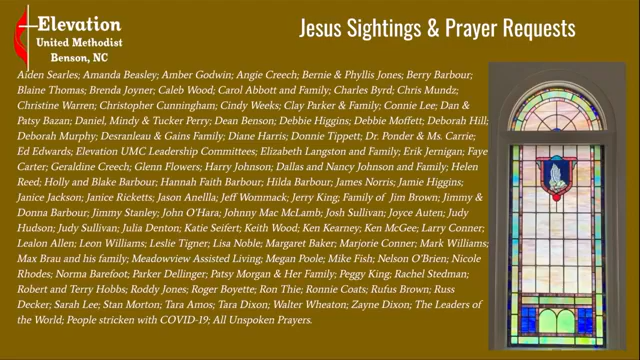 Elevation
United Methodist
Benson, NC
Jesus Sightings & Prayer Requests
Aiden Searles; Amanda Beasley; Amber Godwin; Angie Creech; Bernie & Phyllis Jones; Berry Barbour;
Blaine Thomas; Brenda Joyner; Caleb Wood; Carol Abbott and Family; Charles Byrd; Chris Mundz;
Christine Warren; Christopher Cunningham; Cindy Weeks; Clay Parker & Family; Connie Lee; Dan &
Patsy Bazan; Daniel, Mindy & Tucker Perry; Dean Benson; Debbie Higgins; Debbie Moffett; Deborah Hill;
Deborah Murphy; Desranleau & Gains Family; Diane Harris; Donnie Tippett; Dr. Ponder & Ms. Carrie;
Ed Edwards; Elevation UMC Leadership Committees; Elizabeth Langston and Family; Erik Jernigan; Faye
Carter; Geraldine Creech; Glenn Flowers; Harry Johnson; Dallas and Nancy Johnson and Family; Helen
Reed; Holly and Blake Barbour; Hannah Faith Barbour; Hilda Barbour; James Norris; Jamie Higgins;
Janice Jackson; Janice Ricketts; Jason Anellla; Jeff Wommack; Jerry King; Family of Jim Brown; Jimmy &
Donna Barbour; Jimmy Stanley; John O'Hara; Johnny Mac McLamb; Josh Sullivan; Joyce Auten; Judy
Hudson; Judy Sullivan; Julia Denton; Katie Seifert; Keith Wood; Ken Kearney; Ken McGee; Larry Conner;
Lealon Allen; Leon Williams; Leslie Tigner; Lisa Noble; Margaret Baker; Marjorie Conner; Mark Williams;
Max Brau and his family; Meadowview Assisted Living; Megan Poole; Mike Fish; Nelson O'Brien; Nicole
Rhodes; Norma Barefoot; Parker Dellinger; Patsy Morgan & Her Family; Peggy King; Rachel Stedman;
Robert and Terry Hobbs; Roddy Jones; Roger Boyette; Ron Thie; Ronnie Coats; Rufus Brown; Russ
Decker; Sarah Lee; Stan Morton; Tara Amos; Tara Dixon; Walter Wheaton; Zayne Dixon; The Leaders of
the World; People stricken with COVID-19; All Unspoken Prayers.